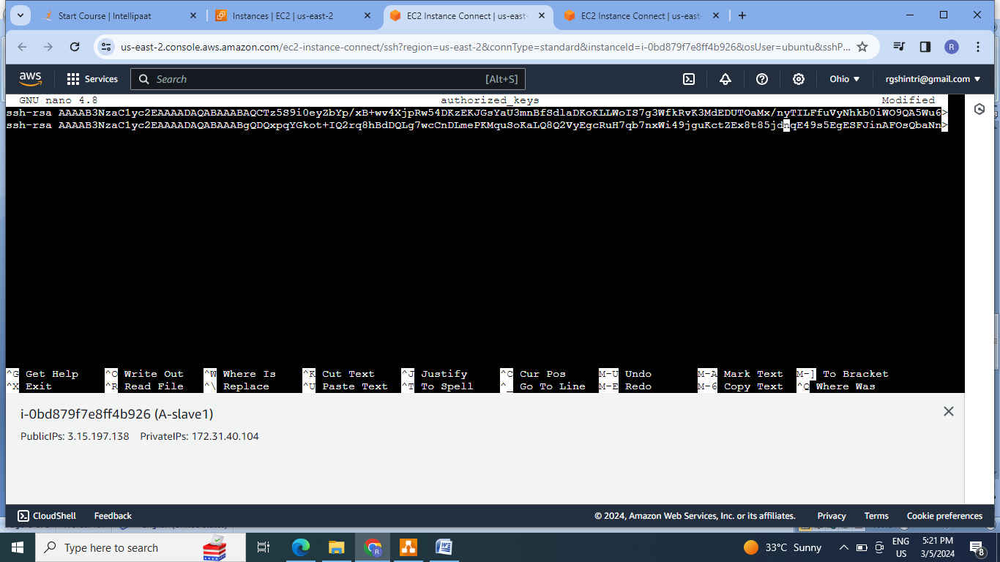 Start Course | Intellipaat
Instances | EC2 | us-east-2
EC2 Instance Connect | us-east-
EC2 Instance Connect | us-east-
us-east-2.console.aws.amazon.com/ec2-instance-connect/ssh?region=us-east-2&connType=standard&instanceId=i-0bd879f7e8ff4b926&osUser=ubuntu&sshP...
R
aws
Services
Search
[Alt+S]
Ohio
rgshintri@gmail.com
GNU nano 4.8 authorized_keys Modified
ssh-rsa AAAAB3NzaC1yc2EAAAADAQABAAABAQCTz5S9i0eyZbYp/xB+wv4XjpRw54DKzEKJGsYaU3mnBfSdlaDKoKLLWoIS7g3WfkRvK3MdEDUTOaMx/nyTILFfuVyNhkb0iWO9QA5Wu6>
ssh-rsa AAAAB3NzaC1yc2EAAAADAQABAAABgQDQxpqYGkot+IQ2rq8hBdDQLg7wcCnDLmePKMquSoKaLQ8Q2VyEgcRuH7qb7nxWi49jguKctZEx8t85jdnqE49s5EgESFJinAFOsQbaNn>
^G Get Help ^O Write Out ^W Where Is ^K Cut Text ^J Justify ^C Cur Pos M-U Undo M-A Mark Text M-] To Bracket
^X Exit ^R Read File ^\ Replace ^U Paste Text ^T To Spell ^_ Go To Line M-E Redo M-6 Copy Text ^Q Where Was
i-0bd879f7e8ff4b926 (A-slave1)
PublicIPs: 3.15.197.138 PrivateIPs: 172.31.40.104
CloudShell Feedback © 2024, Amazon Web Services, Inc. or its affiliates. Privacy Terms Cookie preferences
Type here to search
33°C Sunny
ENG
US
5:21 PM
3/5/2024
8